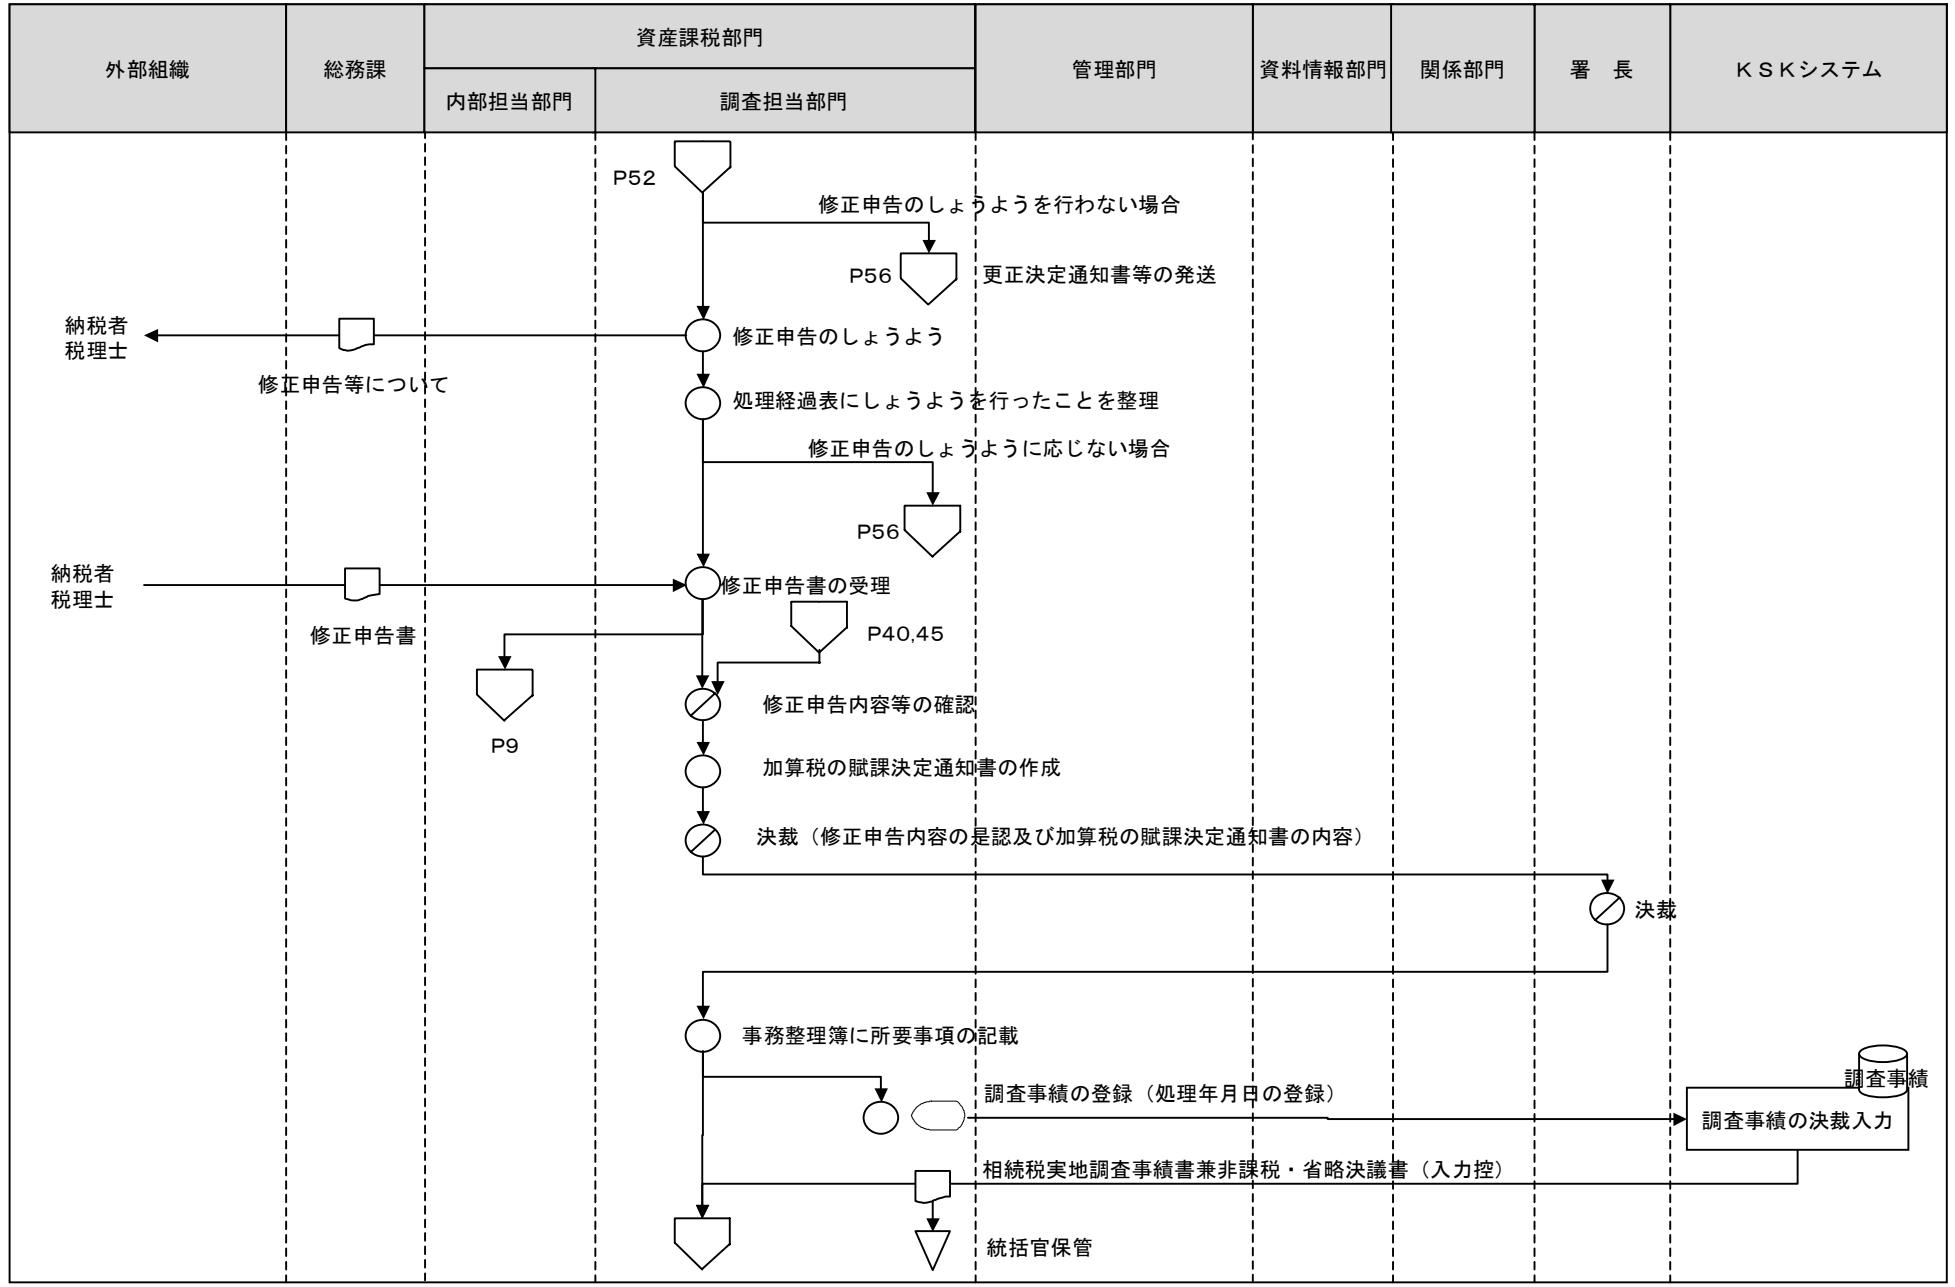 外部組織
総務課
資産課税部門
内部担当部門
調査担当部門
管理部門
資料情報部門
関係部門
署　長
ＫＳＫシステム
P52
修正申告のしょうようを行わない場合
P56
更正決定通知書等の発送
納税者
税理士
修正申告のしょうよう
修正申告等について
処理経過表にしょうようを行ったことを整理
修正申告のしょうように応じない場合
P56
納税者
税理士
修正申告書の受理
修正申告書
P40,45
修正申告内容等の確認
P9
加算税の賦課決定通知書の作成
決裁（修正申告内容の是認及び加算税の賦課決定通知書の内容）
決裁
事務整理簿に所要事項の記載
調査事績
調査事績の登録（処理年月日の登録）
調査事績の決裁入力
相続税実地調査事績書兼非課税・省略決議書（入力控）
統括官保管